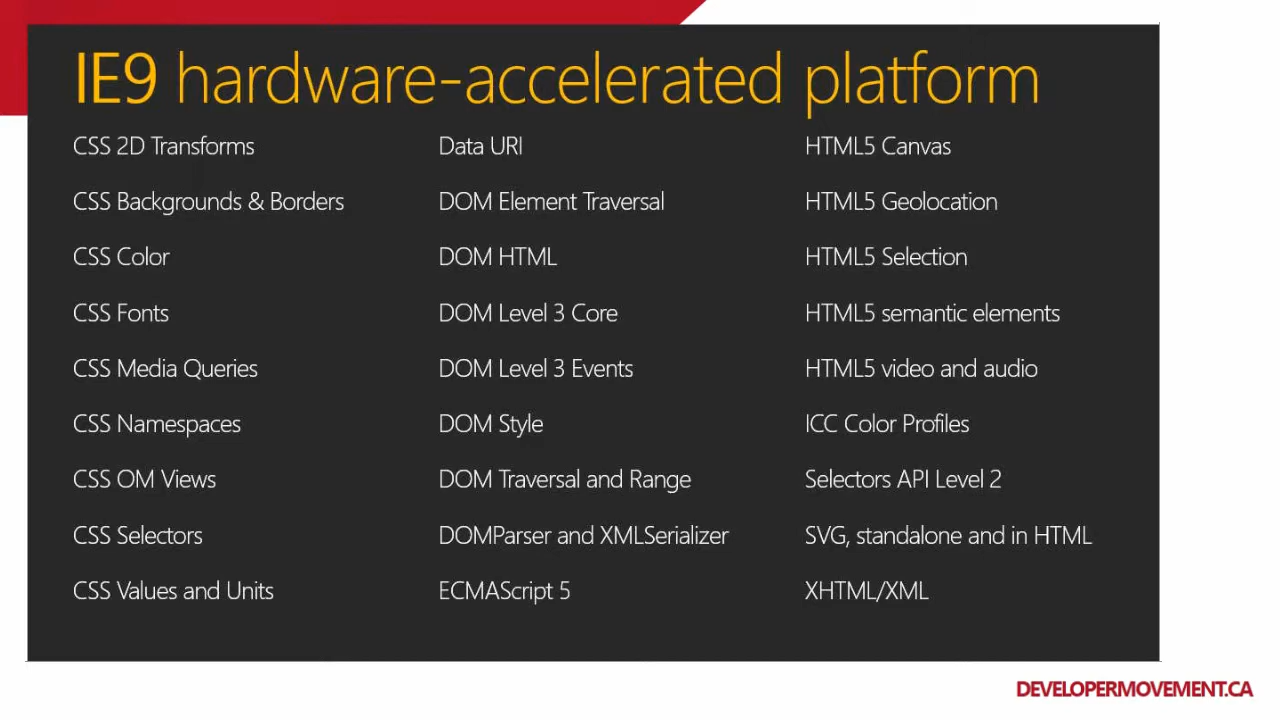 IE9 hardware-accelerated platform
CSS 2D Transforms
CSS Backgrounds & Borders
CSS Color
CSS Fonts
CSS Media Queries
CSS Namespaces
CSS OM Views
CSS Selectors
CSS Values and Units
Data URI
DOM Element Traversal
DOM HTML
DOM Level 3 Core
DOM Level 3 Events
DOM Style
DOM Traversal and Range
DOMParser and XMLSerializer
ECMAScript 5
HTML5 Canvas
HTML5 Geolocation
HTML5 Selection
HTML5 semantic elements
HTML5 video and audio
ICC Color Profiles
Selectors API Level 2
SVG, standalone and in HTML
XHTML/XML
DEVELOPERMOVEMENT.CA